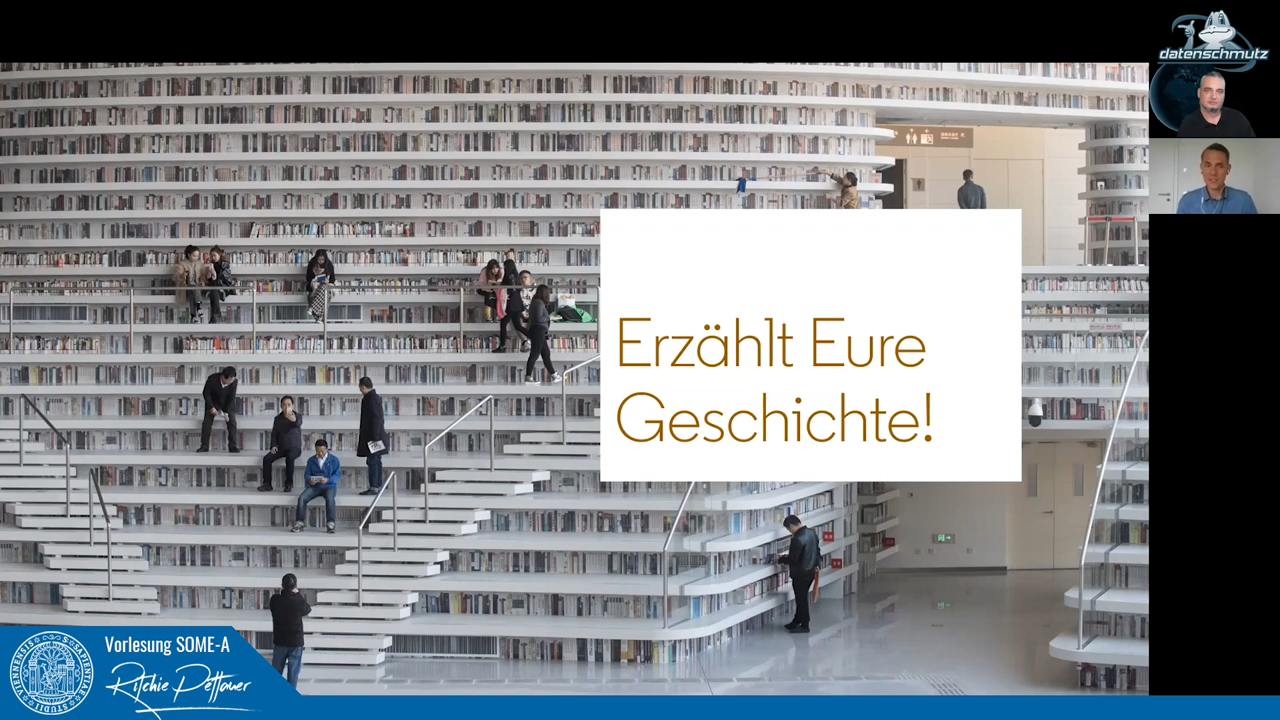 datenschmutz
Erzählt Eure
Geschichte!
Vorlesung SOME-A
Ritchie Pettauer